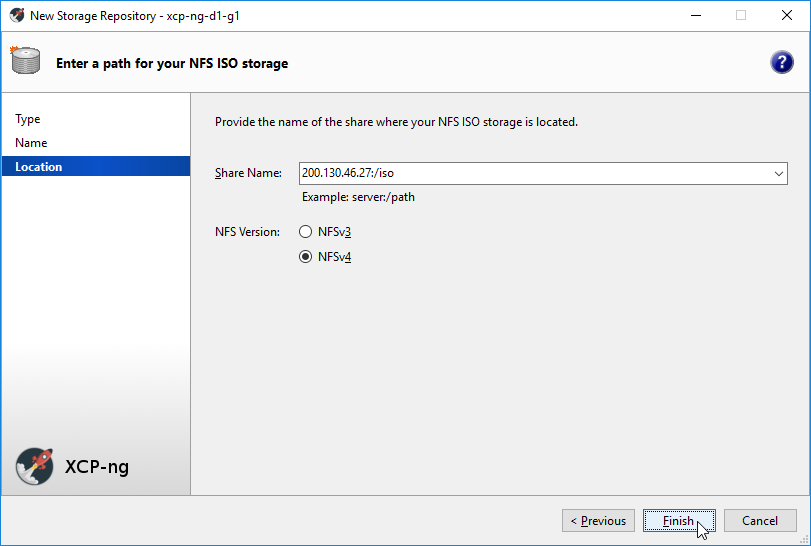 New Storage Repository - xcp-ng-d1-g1
Enter a path for your NFS ISO storage
?
Type
Name
Location
Provide the name of the share where your NFS ISO storage is located.
Share Name: 200.130.46.27:/iso
Example: server:/path
NFS Version: NFSv3
NFSv4
XCP-ng
< Previous Finish Cancel